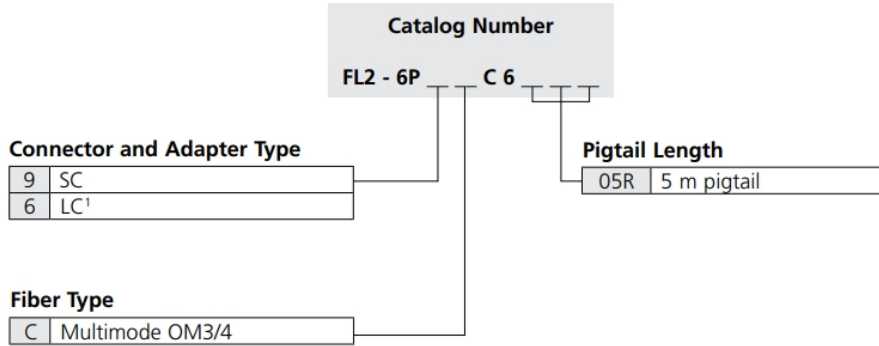 Catalog Number
FL2 - 6P _ _ C 6 _ _ _
Connector and Adapter Type
9 SC
6 LC¹
Pigtail Length
05R 5 m pigtail
Fiber Type
C Multimode OM3/4